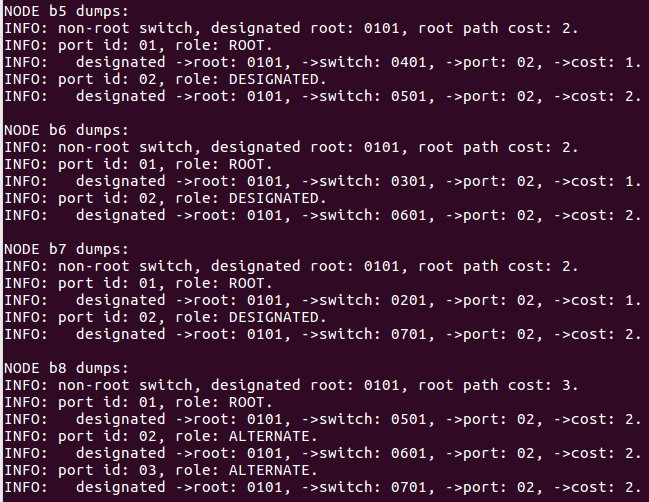 NODE b5 dumps:
INFO: non-root switch, designated root: 0101, root path cost: 2.
INFO: port id: 01, role: ROOT.
INFO:   designated ->root: 0101, ->switch: 0401, ->port: 02, ->cost: 1.
INFO: port id: 02, role: DESIGNATED.
INFO:   designated ->root: 0101, ->switch: 0501, ->port: 02, ->cost: 2.

NODE b6 dumps:
INFO: non-root switch, designated root: 0101, root path cost: 2.
INFO: port id: 01, role: ROOT.
INFO:   designated ->root: 0101, ->switch: 0301, ->port: 02, ->cost: 1.
INFO: port id: 02, role: DESIGNATED.
INFO:   designated ->root: 0101, ->switch: 0601, ->port: 02, ->cost: 2.

NODE b7 dumps:
INFO: non-root switch, designated root: 0101, root path cost: 2.
INFO: port id: 01, role: ROOT.
INFO:   designated ->root: 0101, ->switch: 0201, ->port: 02, ->cost: 1.
INFO: port id: 02, role: DESIGNATED.
INFO:   designated ->root: 0101, ->switch: 0701, ->port: 02, ->cost: 2.

NODE b8 dumps:
INFO: non-root switch, designated root: 0101, root path cost: 3.
INFO: port id: 01, role: ROOT.
INFO:   designated ->root: 0101, ->switch: 0501, ->port: 02, ->cost: 2.
INFO: port id: 02, role: ALTERNATE.
INFO:   designated ->root: 0101, ->switch: 0601, ->port: 02, ->cost: 2.
INFO: port id: 03, role: ALTERNATE.
INFO:   designated ->root: 0101, ->switch: 0701, ->port: 02, ->cost: 2.